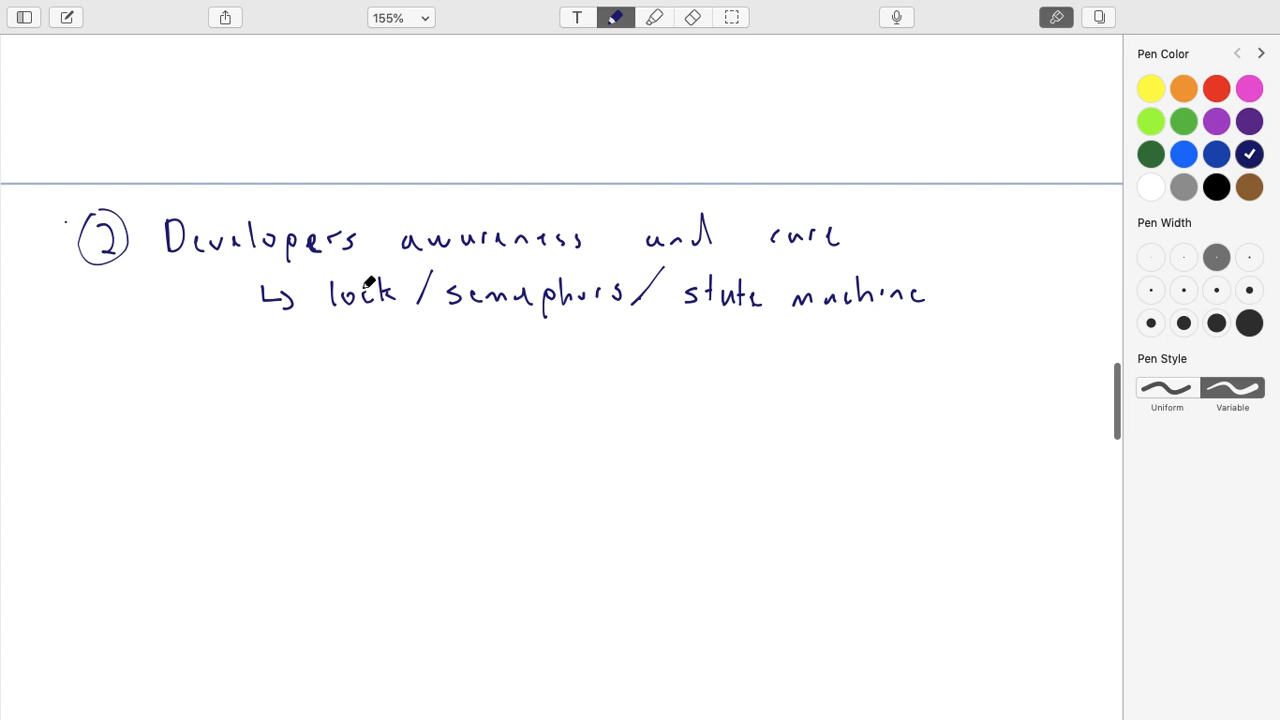 155%
T
Pen Color
② Developers awareness and care
↳ lock / semaphors / state machine
Pen Width
Pen Style
Uniform Variable